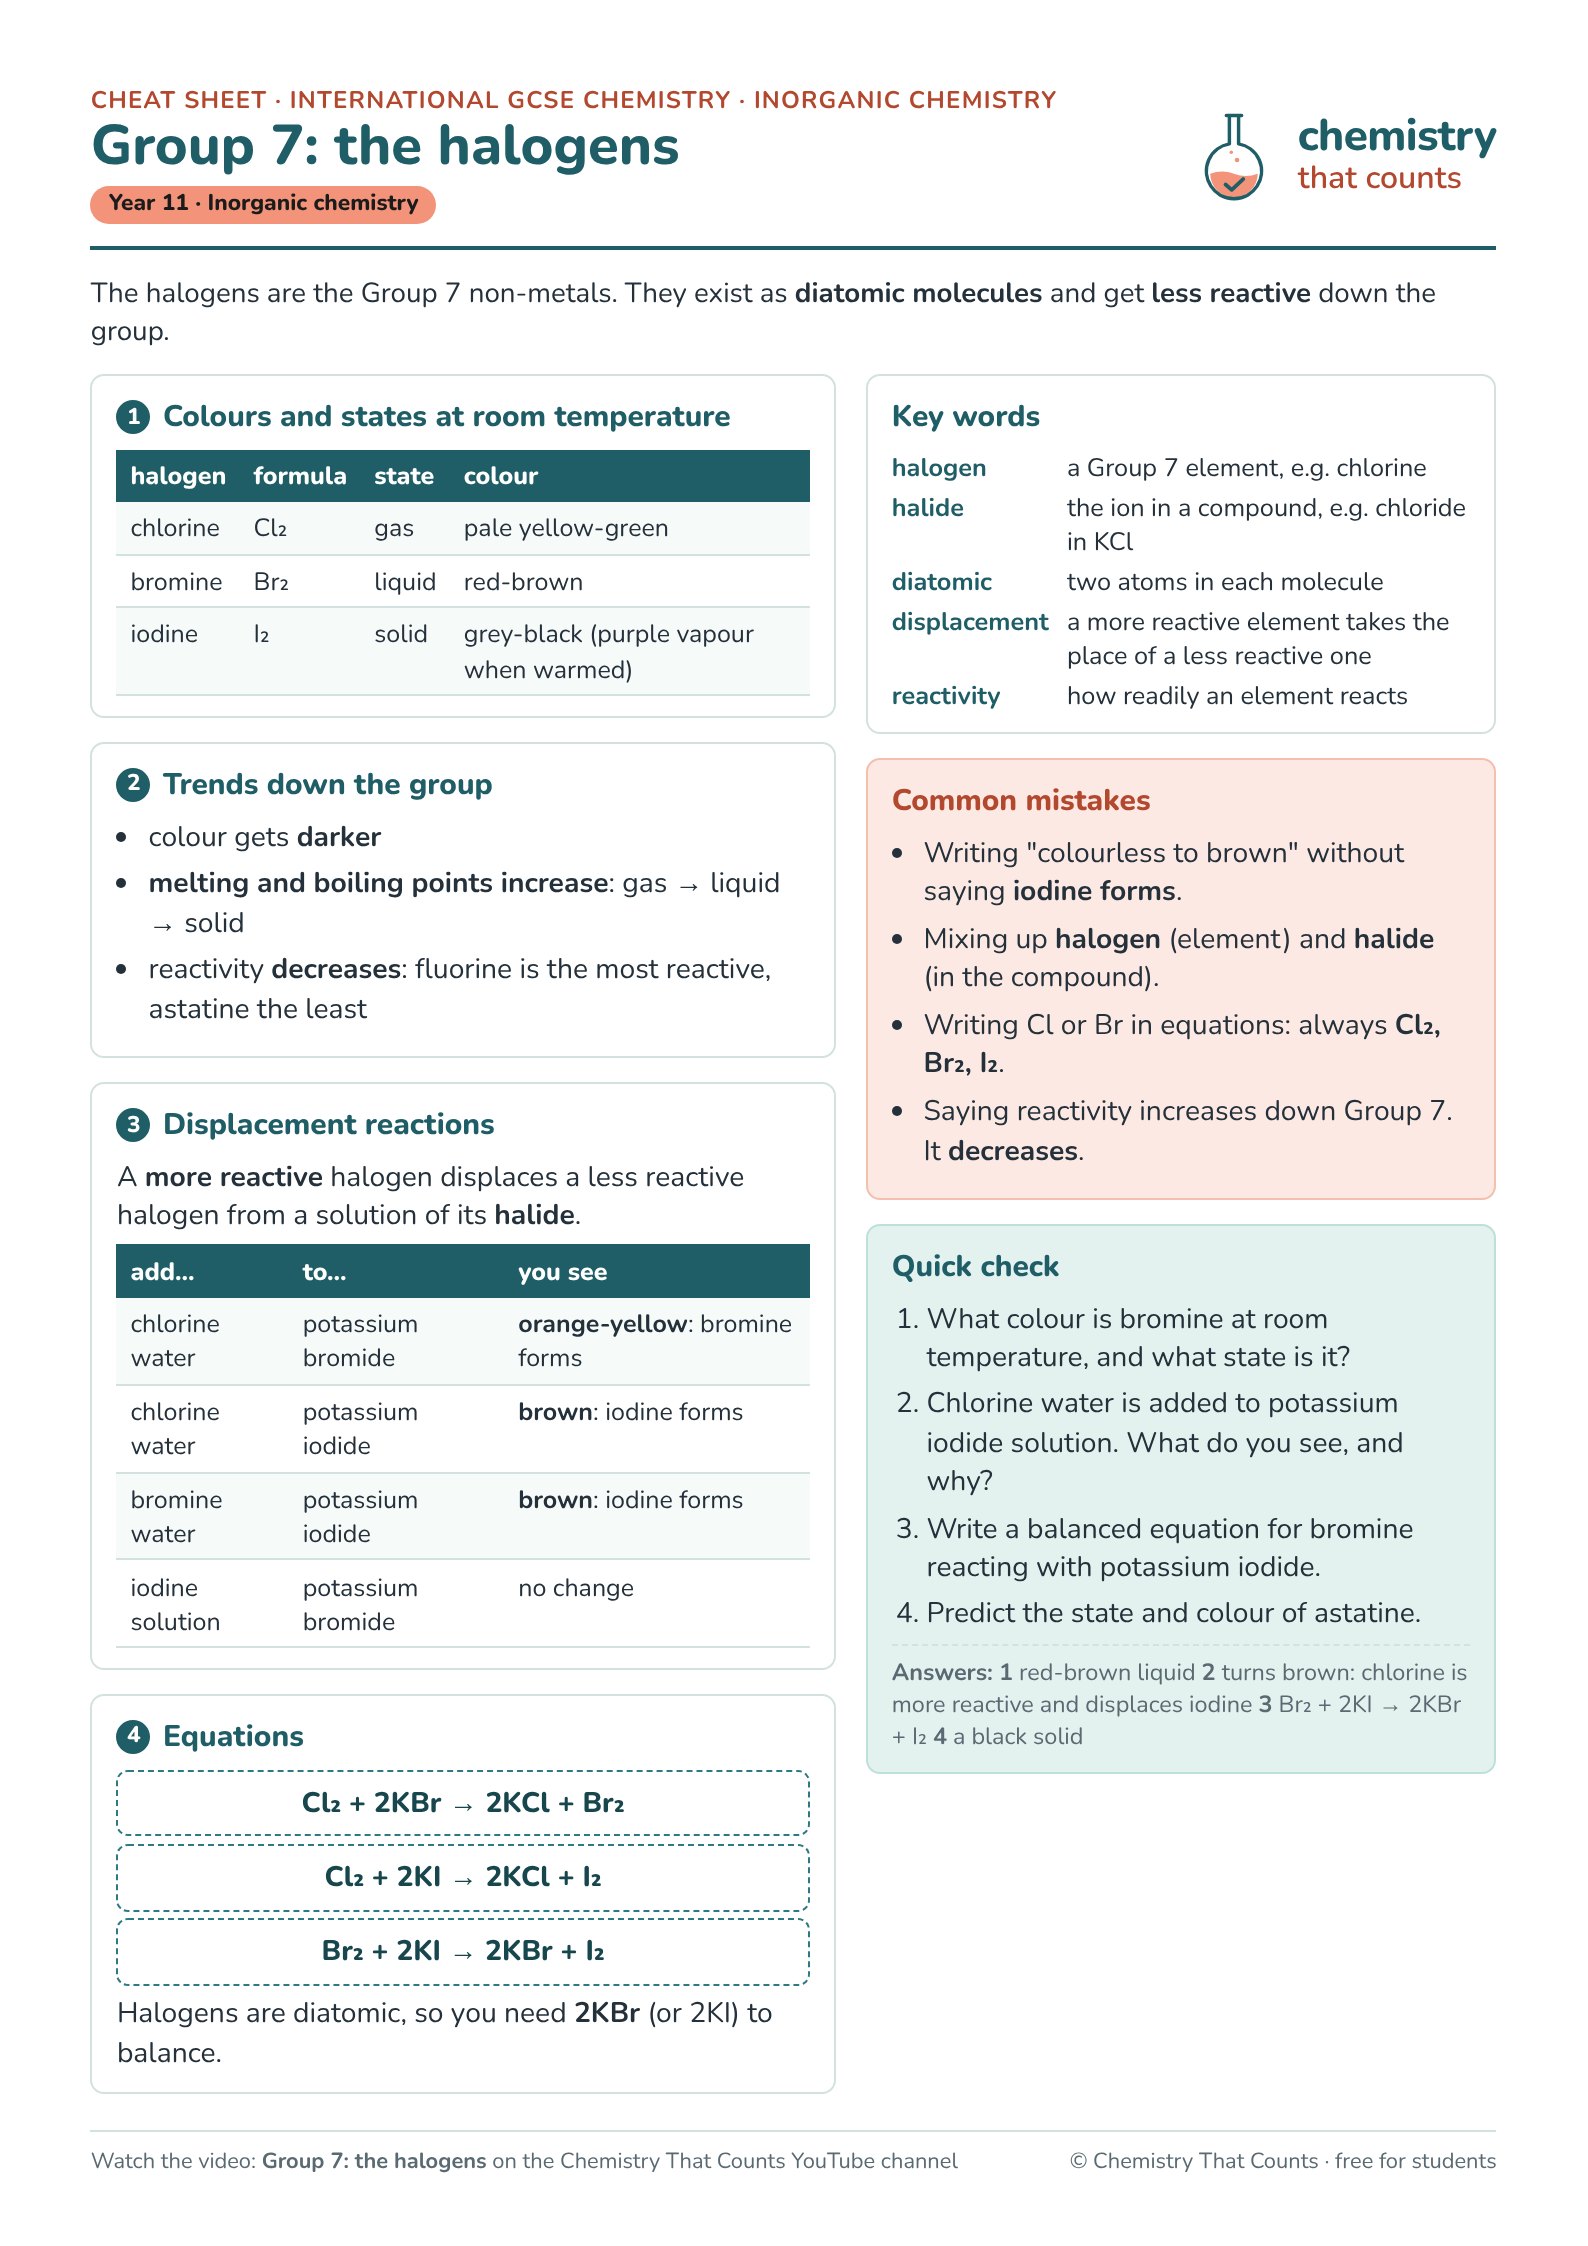 CHEAT SHEET · INTERNATIONAL GCSE CHEMISTRY · INORGANIC CHEMISTRY
Group 7: the halogens
Year 11 · Inorganic chemistry
chemistry
that counts
The halogens are the Group 7 non-metals. They exist as diatomic molecules and get less reactive down the
group.
1 Colours and states at room temperature
halogen formula state colour
chlorine Cl₂ gas pale yellow-green
bromine Br₂ liquid red-brown
iodine I₂ solid grey-black (purple vapour
when warmed)
2 Trends down the group
• colour gets darker
• melting and boiling points increase: gas → liquid
→ solid
• reactivity decreases: fluorine is the most reactive,
astatine the least
3 Displacement reactions
A more reactive halogen displaces a less reactive
halogen from a solution of its halide.
add... to... you see
chlorine potassium orange-yellow: bromine
water bromide forms
chlorine potassium brown: iodine forms
water iodide
bromine potassium brown: iodine forms
water iodide
iodine potassium no change
solution bromide
4 Equations
Cl₂ + 2KBr → 2KCl + Br₂
Cl₂ + 2KI → 2KCl + I₂
Br₂ + 2KI → 2KBr + I₂
Halogens are diatomic, so you need 2KBr (or 2KI) to
balance.
Key words
halogen a Group 7 element, e.g. chlorine
halide the ion in a compound, e.g. chloride
in KCl
diatomic two atoms in each molecule
displacement a more reactive element takes the
place of a less reactive one
reactivity how readily an element reacts
Common mistakes
• Writing "colourless to brown" without
saying iodine forms.
• Mixing up halogen (element) and halide
(in the compound).
• Writing Cl or Br in equations: always Cl₂,
Br₂, I₂.
• Saying reactivity increases down Group 7.
It decreases.
Quick check
1. What colour is bromine at room
temperature, and what state is it?
2. Chlorine water is added to potassium
iodide solution. What do you see, and
why?
3. Write a balanced equation for bromine
reacting with potassium iodide.
4. Predict the state and colour of astatine.
Answers: 1 red-brown liquid 2 turns brown: chlorine is
more reactive and displaces iodine 3 Br₂ + 2KI → 2KBr
+ I₂ 4 a black solid
Watch the video: Group 7: the halogens on the Chemistry That Counts YouTube channel
© Chemistry That Counts · free for students